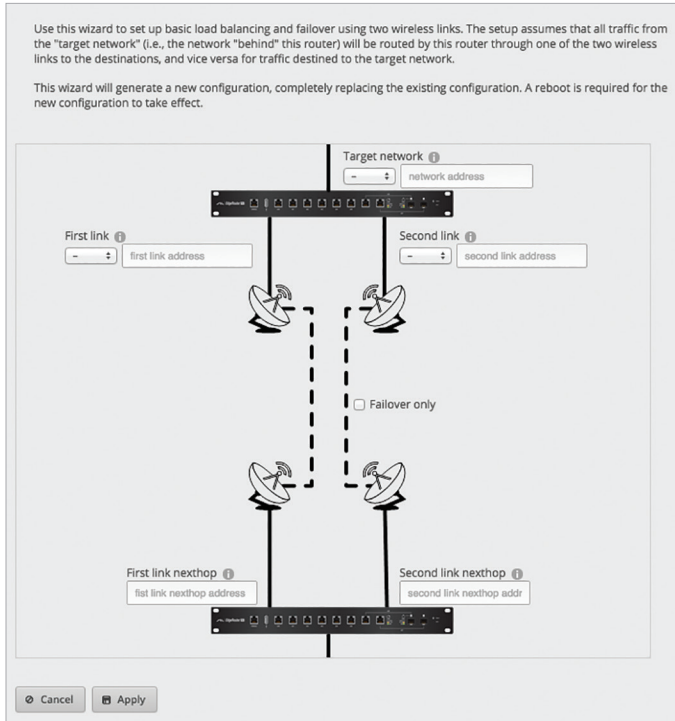 Use this wizard to set up basic load balancing and failover using two wireless links. The setup assumes that all traffic from
the "target network" (i.e., the network "behind" this router) will be routed by this router through one of the two wireless
links to the destinations, and vice versa for traffic destined to the target network.
This wizard will generate a new configuration, completely replacing the existing configuration. A reboot is required for the
new configuration to take effect.
Target network
- network address
First link
- first link address
Second link
- second link address
Failover only
First link nexthop
fist link nexthop address
Second link nexthop
second link nexthop addr
Cancel
Apply